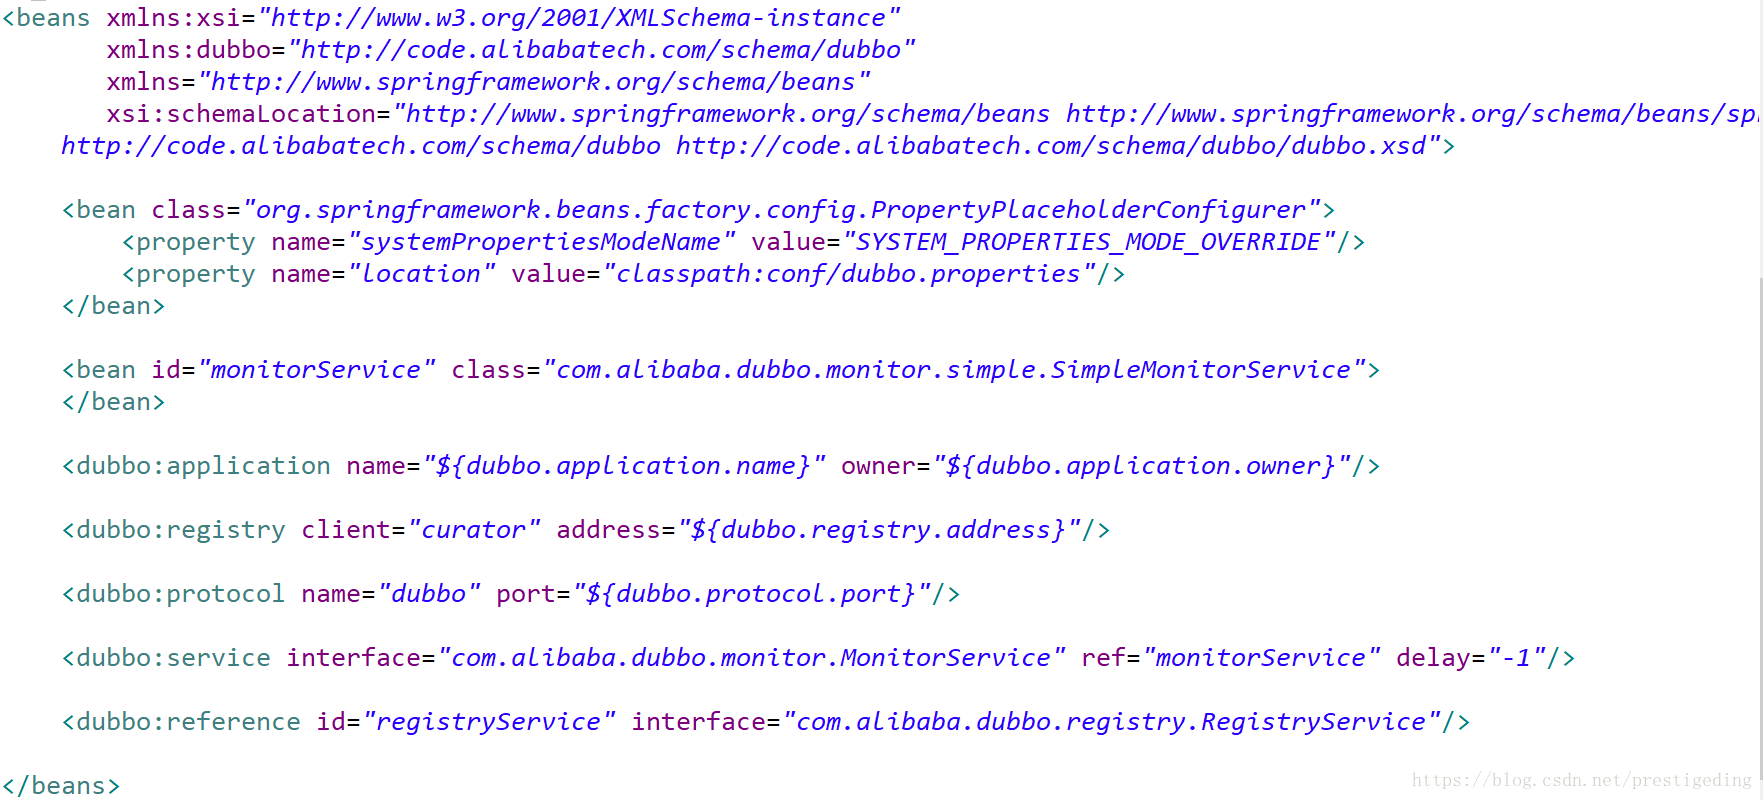 <beans xmlns:xsi="http://www.w3.org/2001/XMLSchema-instance"
xmlns:dubbo="http://code.alibabatech.com/schema/dubbo"
xmlns="http://www.springframework.org/schema/beans"
xsi:schemaLocation="http://www.springframework.org/schema/beans http://www.springframework.org/schema/beans/sp
http://code.alibabatech.com/schema/dubbo http://code.alibabatech.com/schema/dubbo/dubbo.xsd">
<bean class="org.springframework.beans.factory.config.PropertyPlaceholderConfigurer">
<property name="systemPropertiesModeName" value="SYSTEM_PROPERTIES_MODE_OVERRIDE"/>
<property name="location" value="classpath:conf/dubbo.properties"/>
</bean>
<bean id="monitorService" class="com.alibaba.dubbo.monitor.simple.SimpleMonitorService">
</bean>
<dubbo:application name="${dubbo.application.name}" owner="${dubbo.application.owner}"/>
<dubbo:registry client="curator" address="${dubbo.registry.address}"/>
<dubbo:protocol name="dubbo" port="${dubbo.protocol.port}"/>
<dubbo:service interface="com.alibaba.dubbo.monitor.MonitorService" ref="monitorService" delay="-1"/>
<dubbo:reference id="registryService" interface="com.alibaba.dubbo.registry.RegistryService"/>
</beans>
https://blog.csdn.net/prestigeding